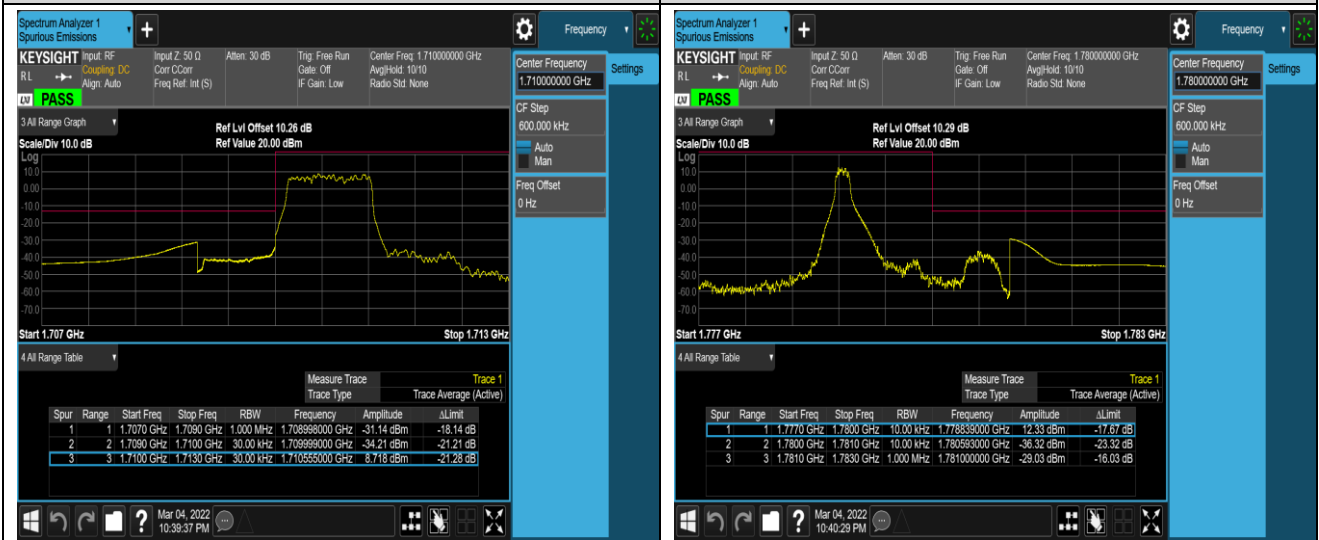 Spectrum Analyzer 1
Spurious Emissions
+
Frequency
KEYSIGHT
Input: RF
Input Z: 50 Ω
Atten: 30 dB
Trig: Free Run
Center Freq: 1.710000000 GHz
Coupling: DC
Corr CCorr
Gate: Off
Avg|Hold: 10/10
RL
Align: Auto
Freq Ref: Int (S)
IF Gain: Low
Radio Std: None
LXI
PASS
Center Frequency
Settings
1.710000000 GHz
CF Step
600.000 kHz
Auto
Man
Freq Offset
0 Hz
3 All Range Graph
Ref Lvl Offset 10.26 dB
Scale/Div 10.0 dB
Ref Value 20.00 dBm
Log
10.0
0.00
-10.0
-20.0
-30.0
-40.0
-50.0
-60.0
-70.0
Start 1.707 GHz
Stop 1.713 GHz
4 All Range Table
Measure Trace Trace 1
Trace Type Trace Average (Active)
Spur Range Start Freq Stop Freq RBW Frequency Amplitude ΔLimit
1 1 1.7070 GHz 1.7090 GHz 1.000 MHz 1.708998000 GHz -31.14 dBm -18.14 dB
2 2 1.7090 GHz 1.7100 GHz 30.00 kHz 1.709999000 GHz -34.21 dBm -21.21 dB
3 3 1.7100 GHz 1.7130 GHz 30.00 kHz 1.710555000 GHz 8.718 dBm -21.28 dB
?
Mar 04, 2022
10:39:37 PM
Spectrum Analyzer 1
Spurious Emissions
+
Frequency
KEYSIGHT
Input: RF
Input Z: 50 Ω
Atten: 30 dB
Trig: Free Run
Center Freq: 1.780000000 GHz
Coupling: DC
Corr CCorr
Gate: Off
Avg|Hold: 10/10
RL
Align: Auto
Freq Ref: Int (S)
IF Gain: Low
Radio Std: None
LXI
PASS
Center Frequency
Settings
1.780000000 GHz
CF Step
600.000 kHz
Auto
Man
Freq Offset
0 Hz
3 All Range Graph
Ref Lvl Offset 10.29 dB
Scale/Div 10.0 dB
Ref Value 20.00 dBm
Log
10.0
0.00
-10.0
-20.0
-30.0
-40.0
-50.0
-60.0
-70.0
Start 1.777 GHz
Stop 1.783 GHz
4 All Range Table
Measure Trace Trace 1
Trace Type Trace Average (Active)
Spur Range Start Freq Stop Freq RBW Frequency Amplitude ΔLimit
1 1 1.7770 GHz 1.7800 GHz 10.00 kHz 1.778839000 GHz 12.33 dBm -17.67 dB
2 2 1.7800 GHz 1.7810 GHz 10.00 kHz 1.780593000 GHz -36.32 dBm -23.32 dB
3 3 1.7810 GHz 1.7830 GHz 1.000 MHz 1.781000000 GHz -29.03 dBm -16.03 dB
?
Mar 04, 2022
10:40:29 PM